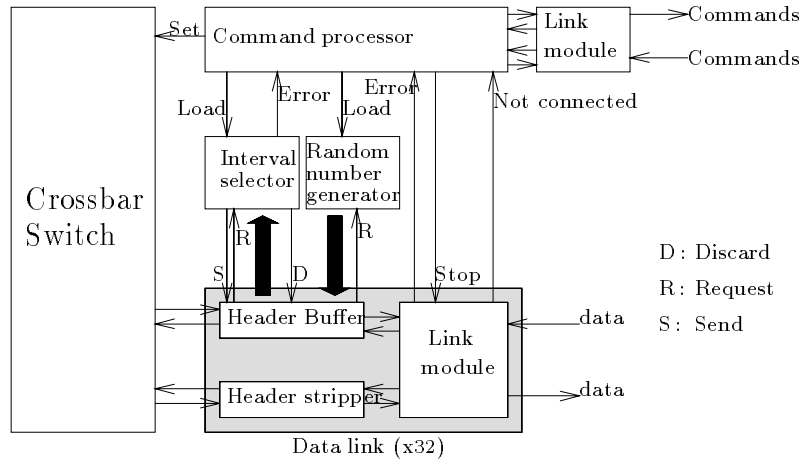 Set
Command processor
Link
module
Commands
Commands
Load
Error
Error
Load
Not connected
Interval
selector
Random
number
generator
Crossbar
Switch
R
R
S
D
Stop
D: Discard
R: Request
S: Send
Header Buffer
Link
module
data
Header stripper
data
Data link (x32)